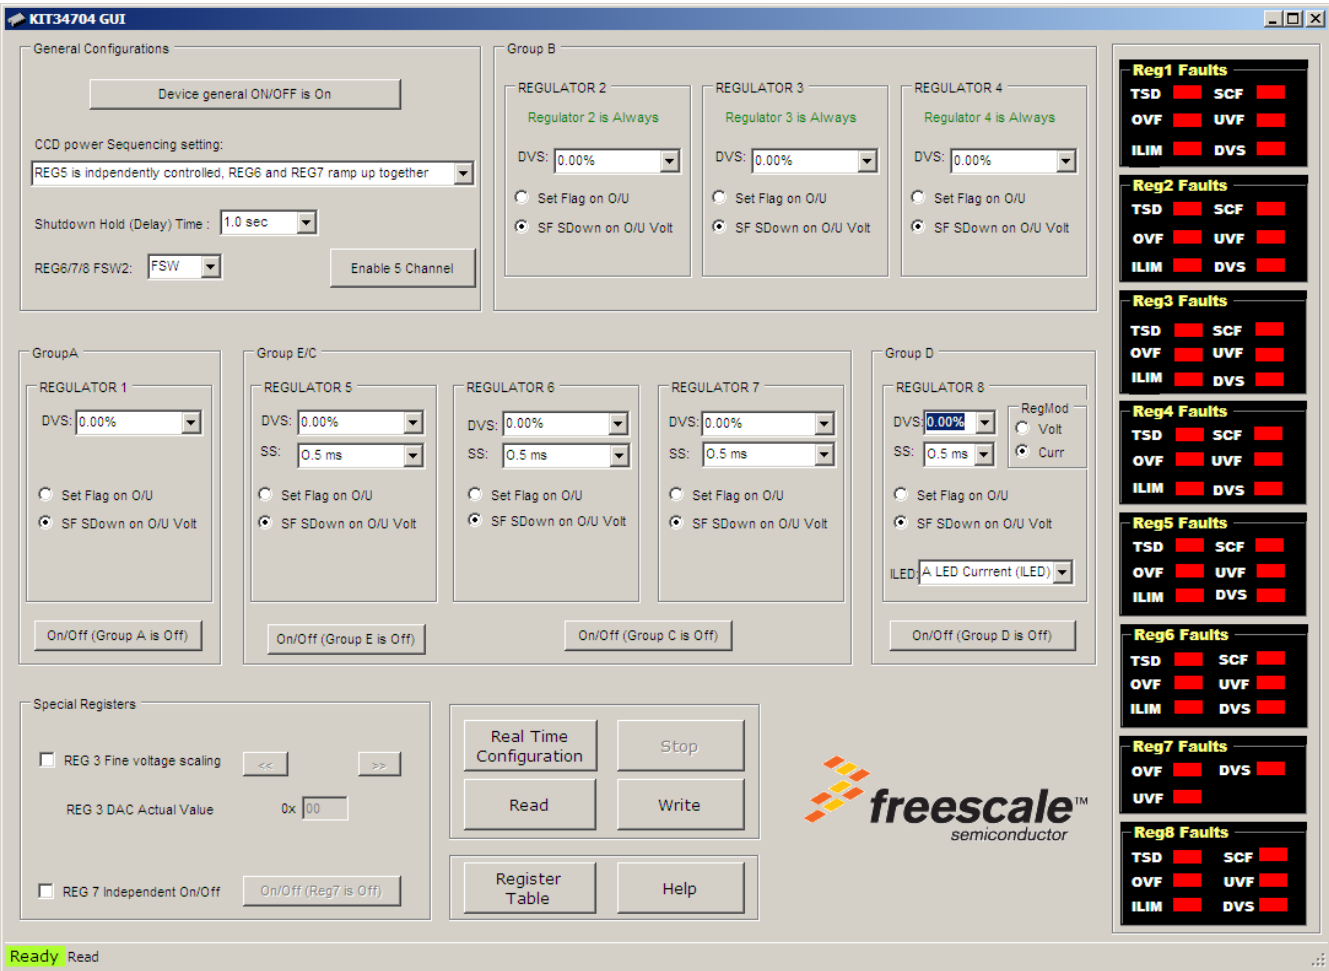 KIT34704 GUI
General Configurations
Device general ON/OFF is On
CCD power Sequencing setting:
REG5 is indpendently controlled, REG6 and REG7 ramp up together
Shutdown Hold (Delay) Time : 1.0 sec
REG6/7/8 FSW2: FSW
Enable 5 Channel
Group B
REGULATOR 2
Regulator 2 is Always
DVS: 0.00%
Set Flag on O/U
SF SDown on O/U Volt
REGULATOR 3
Regulator 3 is Always
DVS: 0.00%
Set Flag on O/U
SF SDown on O/U Volt
REGULATOR 4
Regulator 4 is Always
DVS: 0.00%
Set Flag on O/U
SF SDown on O/U Volt
GroupA
REGULATOR 1
DVS: 0.00%
Set Flag on O/U
SF SDown on O/U Volt
On/Off (Group A is Off)
Group E/C
REGULATOR 5
DVS: 0.00%
SS: 0.5 ms
Set Flag on O/U
SF SDown on O/U Volt
On/Off (Group E is Off)
REGULATOR 6
DVS: 0.00%
SS: 0.5 ms
Set Flag on O/U
SF SDown on O/U Volt
REGULATOR 7
DVS: 0.00%
SS: 0.5 ms
Set Flag on O/U
SF SDown on O/U Volt
On/Off (Group C is Off)
Group D
REGULATOR 8
DVS: 0.00%
SS: 0.5 ms
RegMod
Volt
Curr
Set Flag on O/U
SF SDown on O/U Volt
ILED: A LED Currrent (ILED)
On/Off (Group D is Off)
Special Registers
REG 3 Fine voltage scaling << >>
REG 3 DAC Actual Value 0x 00
REG 7 Independent On/Off On/Off (Reg7 is Off)
Real Time
Configuration
Stop
Read
Write
Register
Table
Help
freescale™
semiconductor
Reg1 Faults
TSD SCF
OVF UVF
ILIM DVS
Reg2 Faults
TSD SCF
OVF UVF
ILIM DVS
Reg3 Faults
TSD SCF
OVF UVF
ILIM DVS
Reg4 Faults
TSD SCF
OVF UVF
ILIM DVS
Reg5 Faults
TSD SCF
OVF UVF
ILIM DVS
Reg6 Faults
TSD SCF
OVF UVF
ILIM DVS
Reg7 Faults
OVF DVS
UVF
Reg8 Faults
TSD SCF
OVF UVF
ILIM DVS
Ready Read